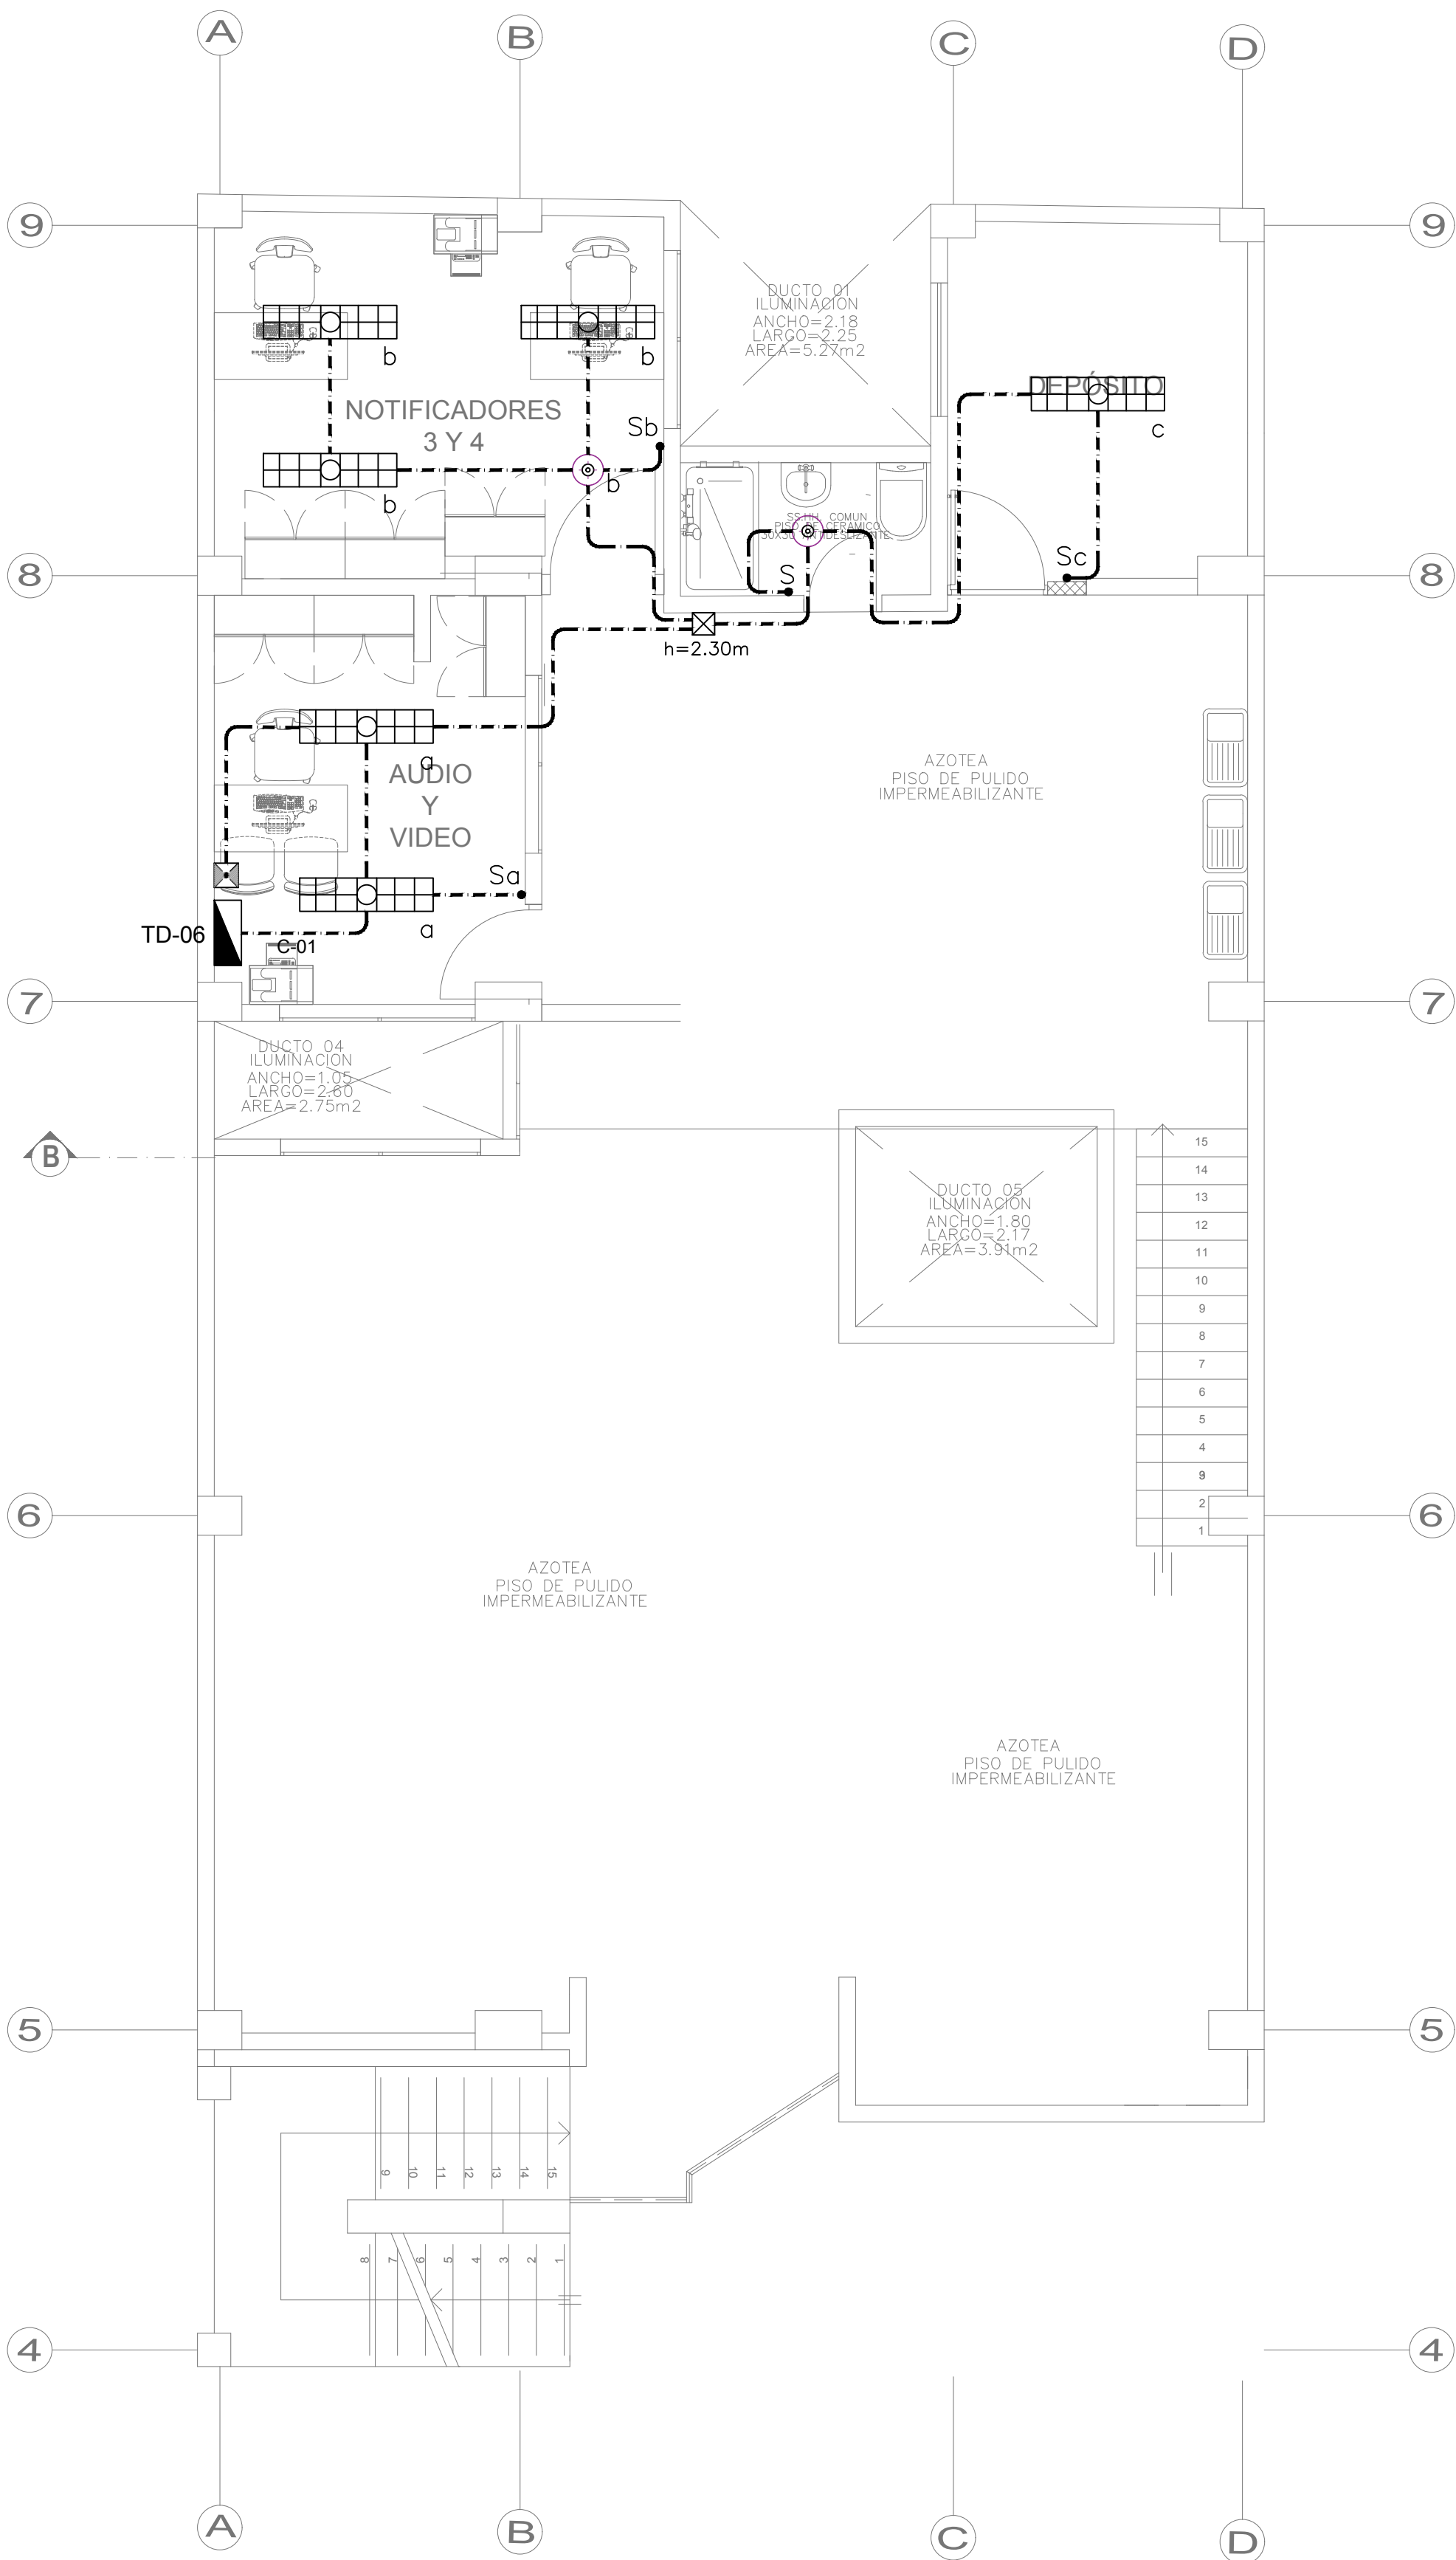 A
B
C
D
9
9
DUCTO 01
ILUMINACION
ANCHO=2.18
LARGO=2.25
AREA=5.27m2
b
b
DEPÓSITO
c
NOTIFICADORES
3 Y 4
Sb
b
b
SS.HH. COMUN
PISO DE CERAMICO
30X30 ANTIDESLIZANTE
S
Sc
8
8
h=2.30m
a
AUDIO
Y
VIDEO
AZOTEA
PISO DE PULIDO
IMPERMEABILIZANTE
Sa
a
TD-06
C-01
7
7
DUCTO 04
ILUMINACION
ANCHO=1.05
LARGO=2.60
AREA=2.75m2
B
DUCTO 05
ILUMINACION
ANCHO=1.80
LARGO=2.17
AREA=3.91m2
15
14
13
12
11
10
9
8
7
6
5
4
2
1
6
6
AZOTEA
PISO DE PULIDO
IMPERMEABILIZANTE
AZOTEA
PISO DE PULIDO
IMPERMEABILIZANTE
5
5
9 10 11 12 13 14 15
8 7 6 5 4 3 2 1
4
4
A
B
C
D